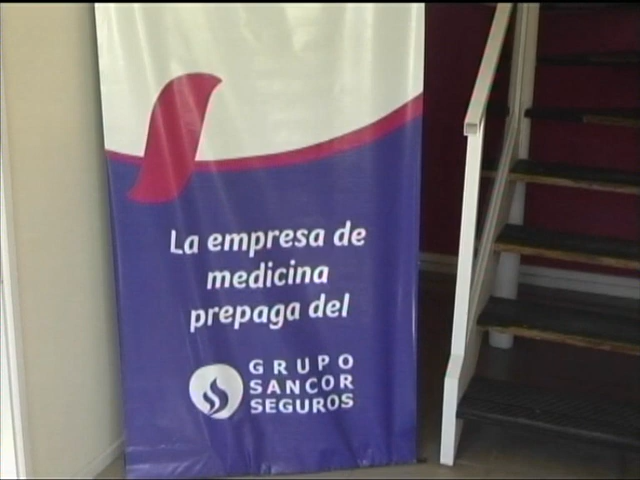 La empresa de
medicina
prepaga del
GRUPO
SANCOR
SEGUROS